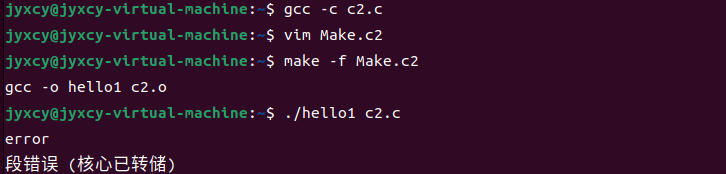 jyxcy@jyxcy-virtual-machine:~$ gcc -c c2.c
jyxcy@jyxcy-virtual-machine:~$ vim Make.c2
jyxcy@jyxcy-virtual-machine:~$ make -f Make.c2
gcc -o hello1 c2.o
jyxcy@jyxcy-virtual-machine:~$ ./hello1 c2.c
error
段错误 (核心已转储)